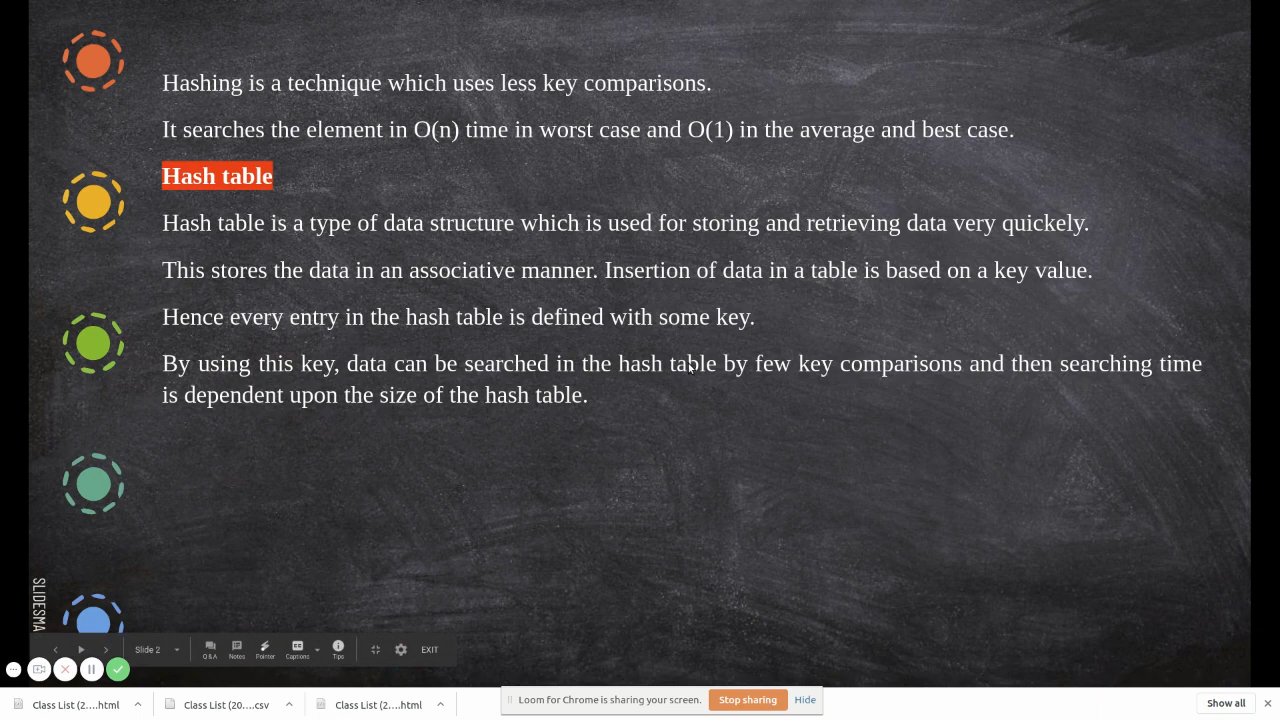 Hashing is a technique which uses less key comparisons.
It searches the element in O(n) time in worst case and O(1) in the average and best case.
Hash table
Hash table is a type of data structure which is used for storing and retrieving data very quickely.
This stores the data in an associative manner. Insertion of data in a table is based on a key value.
Hence every entry in the hash table is defined with some key.
By using this key, data can be searched in the hash table by few key comparisons and then searching time
is dependent upon the size of the hash table.
SLIDESMA
Slide 2
Q&A
Notes
Pointer
Captions
Tips
EXIT
Class List (2....html
Class List (20....csv
Class List (2....html
Loom for Chrome is sharing your screen.
Stop sharing
Hide
Show all